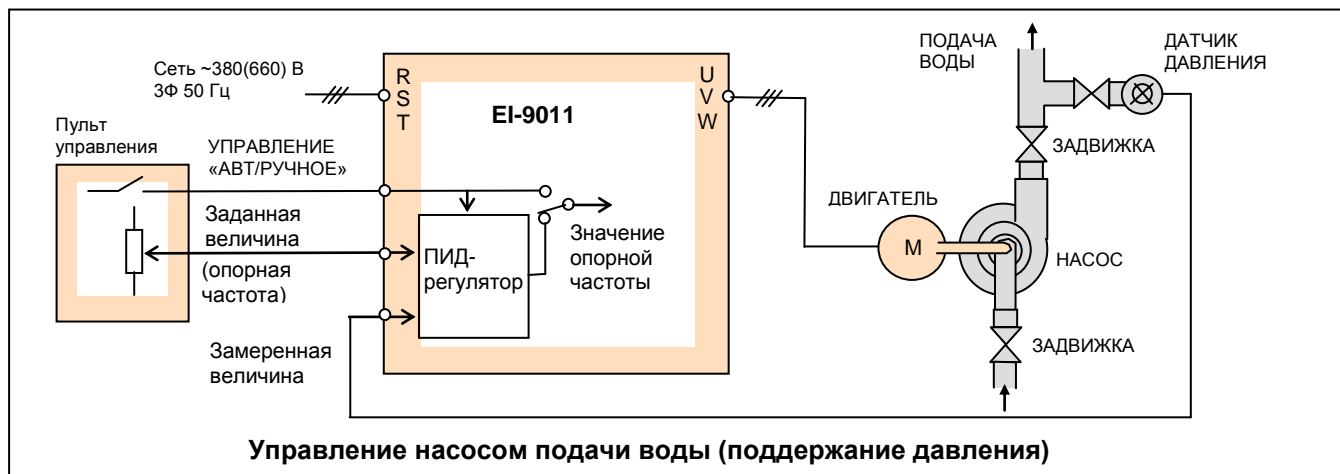 Сеть ~380(660) В
3Ф 50 Гц
R
S
T
EI-9011
U
V
W
ПОДАЧА
ВОДЫ
ДАТЧИК
ДАВЛЕНИЯ
Пульт
управления
УПРАВЛЕНИЕ
«АВТ/РУЧНОЕ»
ЗАДВИЖКА
ДВИГАТЕЛЬ
Заданная
величина
(опорная
частота)
ПИД-
регулятор
Значение
опорной
частоты
М
НАСОС
Замеренная
величина
ЗАДВИЖКА
Управление насосом подачи воды (поддержание давления)